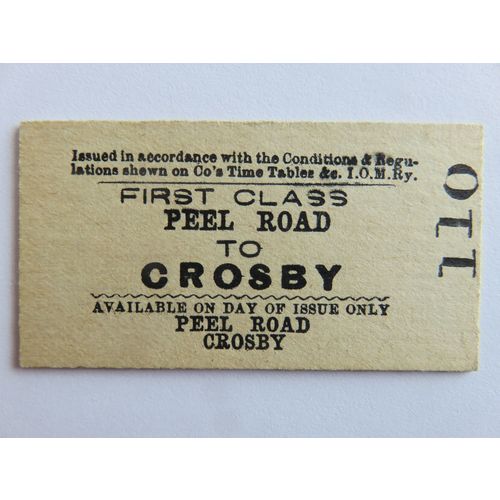 Issued in accordance with the Conditions & Regu-
lations shewn on Co's Time Tables &c. I.O.M.Ry.
FIRST CLASS
PEEL ROAD
TO
CROSBY
AVAILABLE ON DAY OF ISSUE ONLY
PEEL ROAD
CROSBY
110